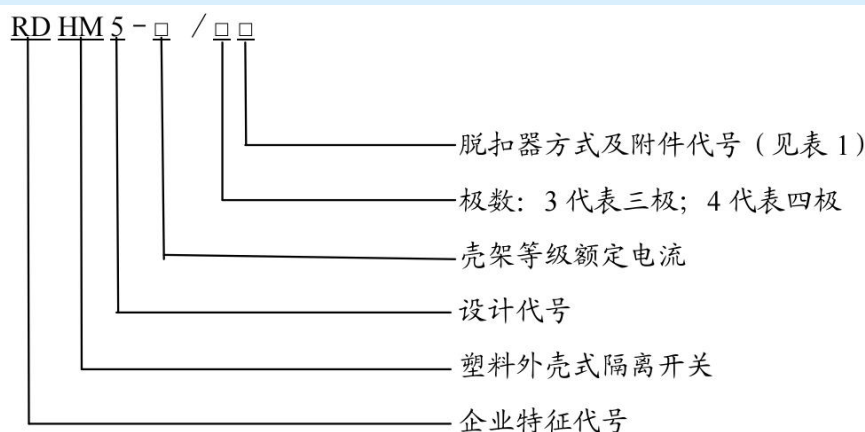 RD HM 5 - □ / □ □
脱扣器方式及附件代号（见表 1）
极数：3 代表三极；4 代表四极
壳架等级额定电流
设计代号
塑料外壳式隔离开关
企业特征代号